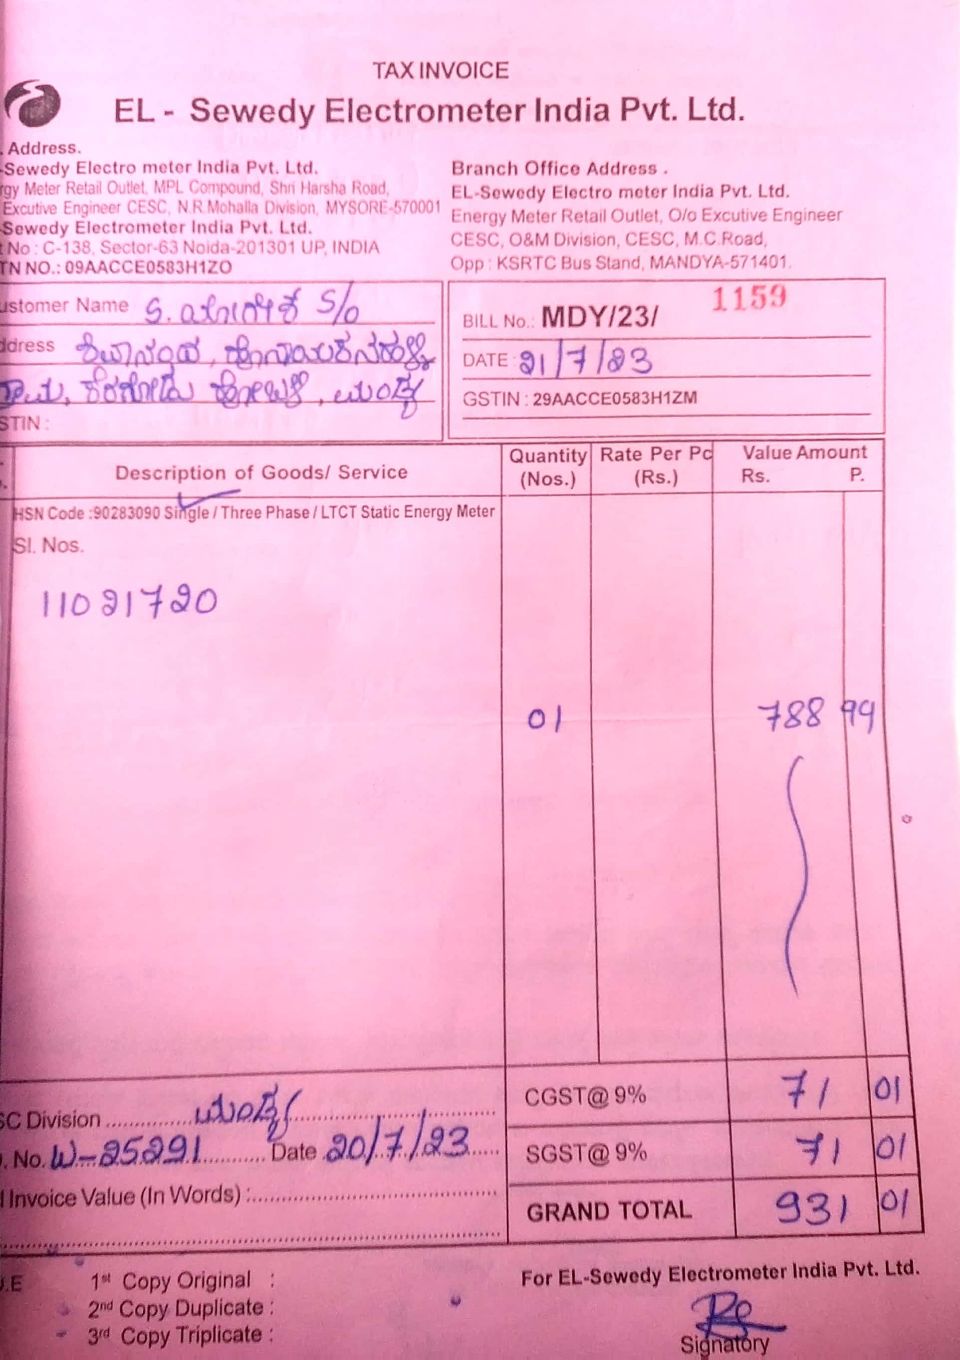 TAX INVOICE
EL - Sewedy Electrometer India Pvt. Ltd.
Address.
-Sewedy Electro meter India Pvt. Ltd.
Meter Retail Outlet, MPL Compound, Shri Harsha Road,
Excutive Engineer CESC, N.R.Mohalla Division, MYSORE-570001
Sewedy Electrometer India Pvt. Ltd.
No : C-138, Sector-63 Noida-201301 UP, INDIA
TN NO.: 09AACCE0583H1ZO
Branch Office Address .
EL-Sewedy Electro meter India Pvt. Ltd.
Energy Meter Retail Outlet, O/o Excutive Engineer
CESC, O&M Division, CESC, M.C.Road,
Opp : KSRTC Bus Stand, MANDYA-571401.
ustomer Name S/o
ddress
ಮಂಡ್ಯ
STIN :
BILL No.: MDY/23/ 1159
DATE : 21/7/23
GSTIN : 29AACCE0583H1ZM
Description of Goods/ Service
Quantity (Nos.)
Rate Per Pc (Rs.)
Value Amount
Rs. P.
HSN Code :90283090 Single / Three Phase / LTCT Static Energy Meter
Sl. Nos.
11021720
01 788 99
SC Division ಮಂಡ್ಯ
. No. W-25291 Date 20/7/23
Invoice Value (In Words) :
CGST@ 9% 71 01
SGST@ 9% 71 01
GRAND TOTAL 931 01
1st Copy Original :
2nd Copy Duplicate :
3rd Copy Triplicate :
For EL-Sewedy Electrometer India Pvt. Ltd.
Signatory